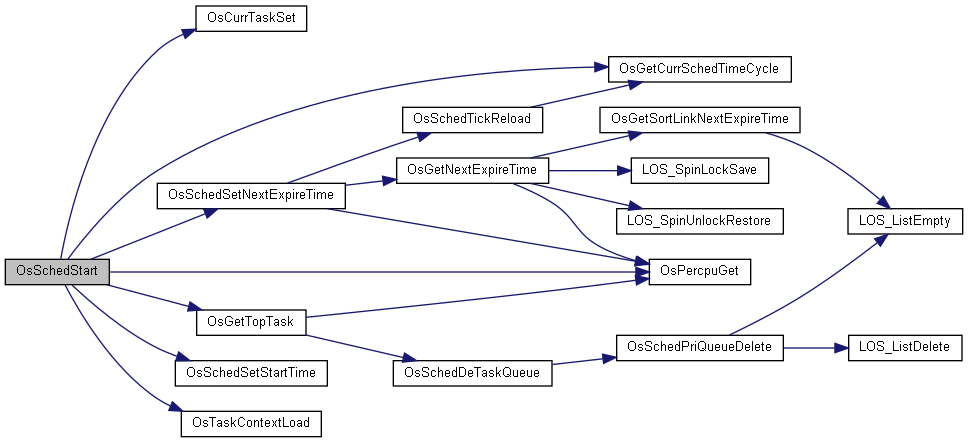 OsCurrTaskSet
OsGetCurrSchedTimeCycle
OsSchedTickReload
OsGetSortLinkNextExpireTime
OsGetNextExpireTime
LOS_SpinLockSave
OsSchedSetNextExpireTime
LOS_SpinUnlockRestore
LOS_ListEmpty
OsSchedStart
OsPercpuGet
OsGetTopTask
OsSchedPriQueueDelete
LOS_ListDelete
OsSchedSetStartTime
OsSchedDeTaskQueue
OsTaskContextLoad